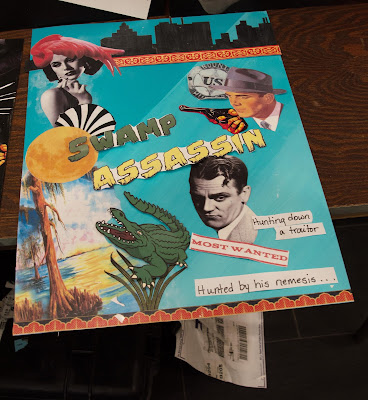 US
SWAMP
ASSASSIN
Hunting down
a traitor
MOST WANTED
Hunted by his nemesis...